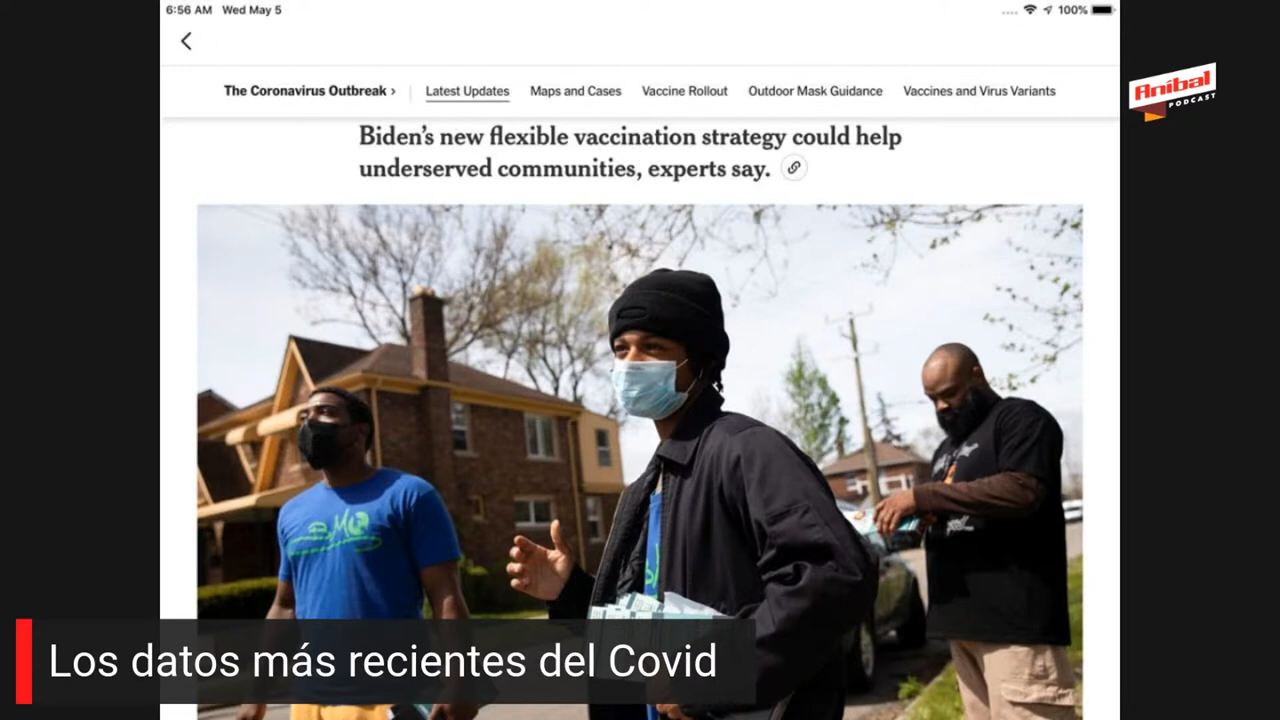 6:56 AM Wed May 5
100%
The Coronavirus Outbreak › Latest Updates Maps and Cases Vaccine Rollout Outdoor Mask Guidance Vaccines and Virus Variants
Aníbal
PODCAST
Biden’s new flexible vaccination strategy could help
underserved communities, experts say.
Los datos más recientes del Covid